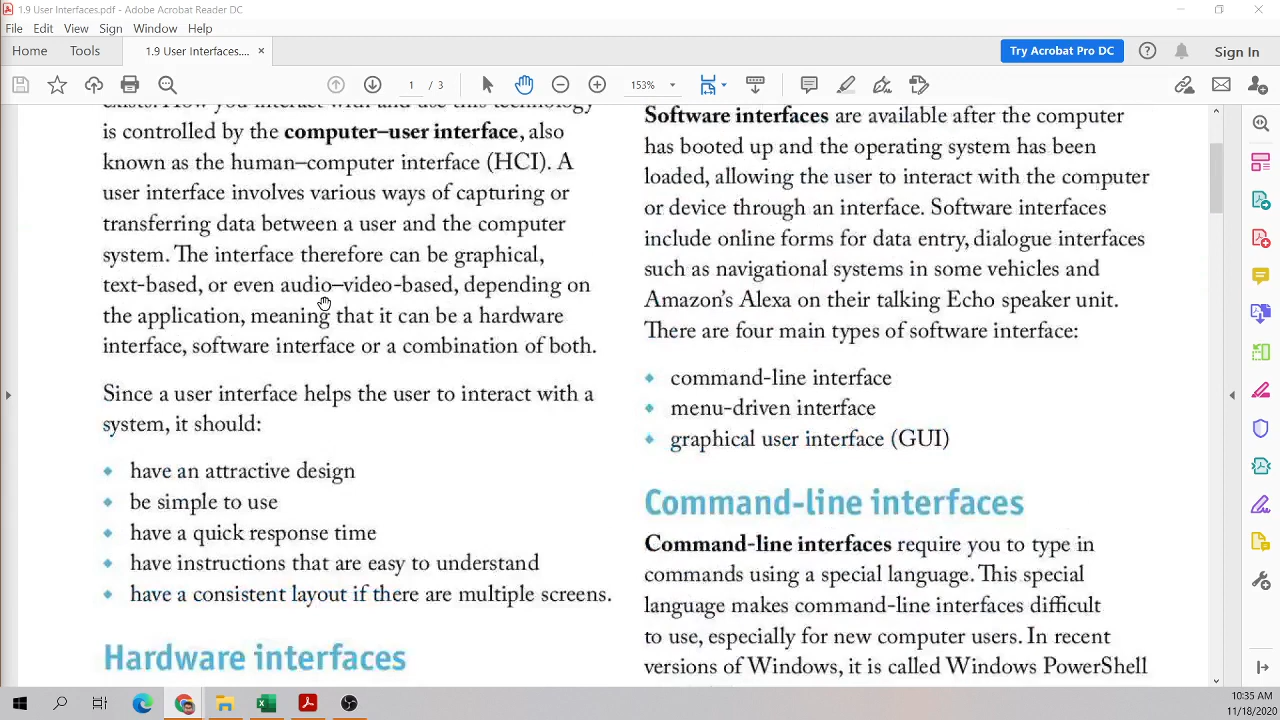 1.9 User Interfaces.pdf - Adobe Acrobat Reader DC
File Edit View Sign Window Help
Home Tools 1.9 User Interfaces.... × Try Acrobat Pro DC Sign In
1 / 3 153%
exists. How you interact with and use this technology
is controlled by the computer–user interface, also
known as the human–computer interface (HCI). A
user interface involves various ways of capturing or
transferring data between a user and the computer
system. The interface therefore can be graphical,
text-based, or even audio–video-based, depending on
the application, meaning that it can be a hardware
interface, software interface or a combination of both.
Since a user interface helps the user to interact with a
system, it should:
have an attractive design
be simple to use
have a quick response time
have instructions that are easy to understand
have a consistent layout if there are multiple screens.
Hardware interfaces
Software interfaces are available after the computer
has booted up and the operating system has been
loaded, allowing the user to interact with the computer
or device through an interface. Software interfaces
include online forms for data entry, dialogue interfaces
such as navigational systems in some vehicles and
Amazon's Alexa on their talking Echo speaker unit.
There are four main types of software interface:
command-line interface
menu-driven interface
graphical user interface (GUI)
Command-line interfaces
Command-line interfaces require you to type in
commands using a special language. This special
language makes command-line interfaces difficult
to use, especially for new computer users. In recent
versions of Windows, it is called Windows PowerShell
10:35 AM
11/18/2020